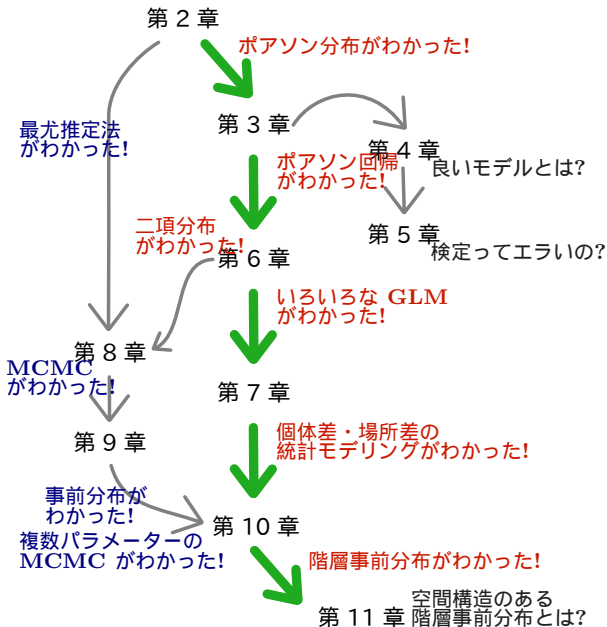 第 2 章
ポアソン分布がわかった!
第 3 章
最尤推定法
がわかった!
第 4 章
良いモデルとは?
ポアソン回帰
がわかった!
第 5 章
検定ってエラいの?
二項分布
がわかった!
第 6 章
いろいろな GLM
がわかった!
第 8 章
MCMC
がわかった!
第 7 章
第 9 章
個体差・場所差の
統計モデリングがわかった!
事前分布が
わかった!
複数パラメーターの
MCMC がわかった!
第 10 章
階層事前分布がわかった!
第 11 章
空間構造のある
階層事前分布とは?